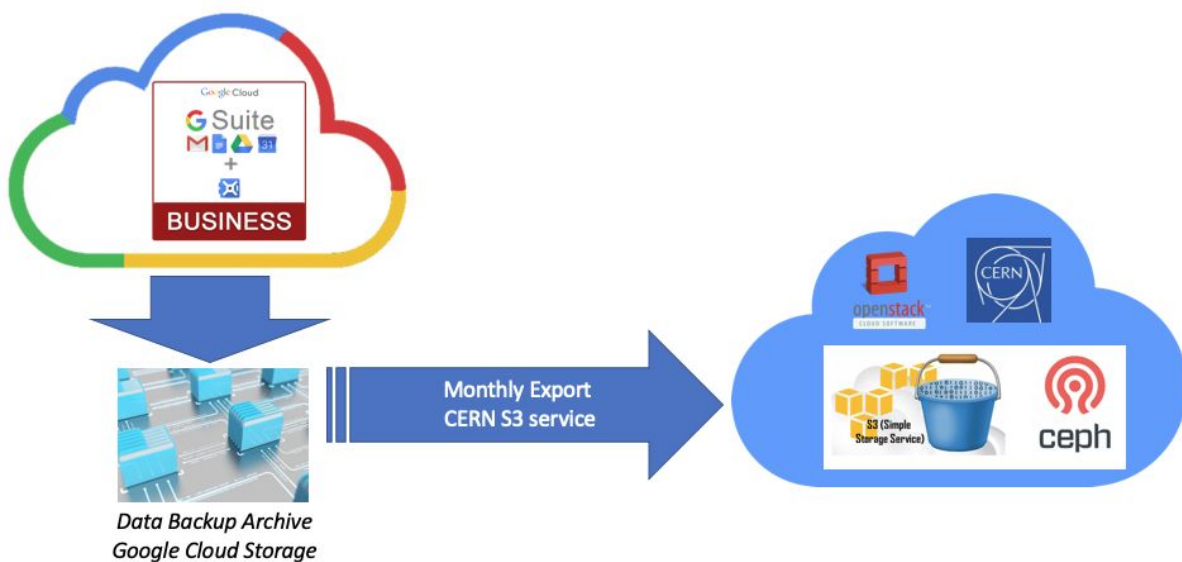 Google Cloud
G Suite
31
+
BUSINESS
Data Backup Archive
Google Cloud Storage
Monthly Export
CERN S3 service
openstack
CLOUD SOFTWARE
CERN
S3 (Simple
Storage Service)
ceph